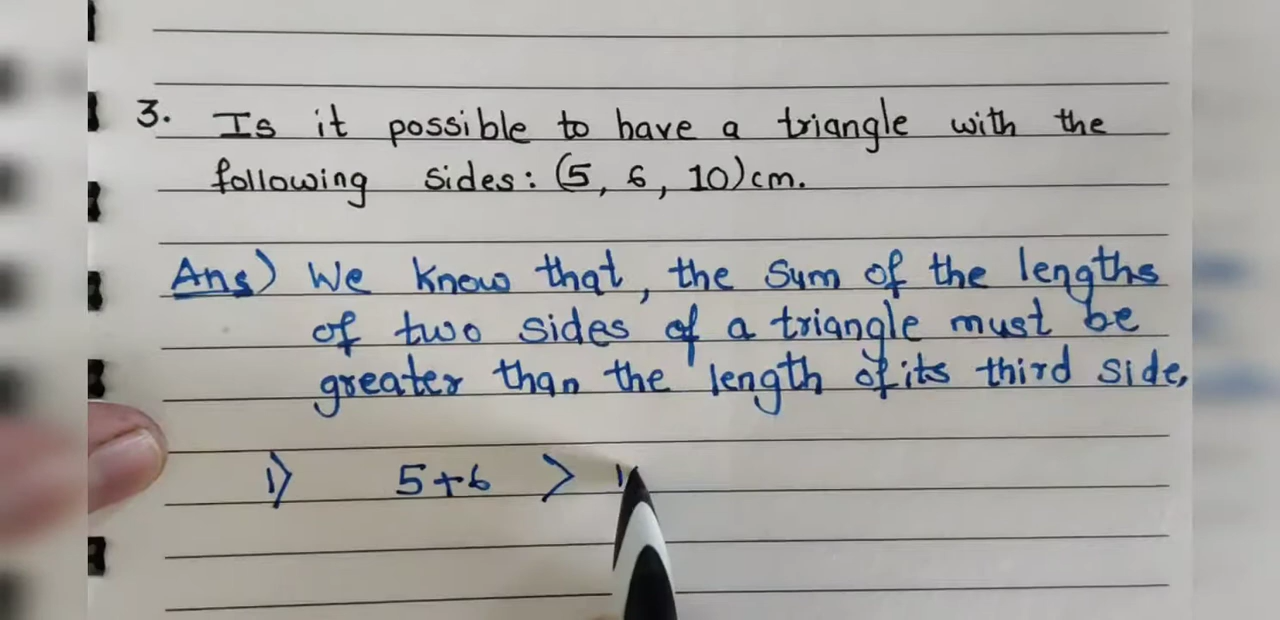 3. Is it possible to have a triangle with the
following sides: (5, 6, 10)cm.
Ans) We know that, the sum of the lengths
of two sides of a triangle must be
greater than the length of its third side,
1) 5+6 > 1